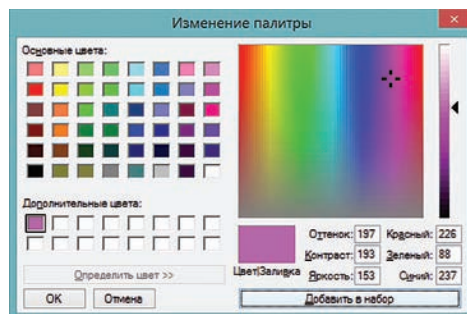 Изменение палитры
Основные цвета:
Дополнительные цвета:
Определить цвет >>
OK Отмена
Цвет|Заливка
Оттенок: 197 Красный: 226
Контраст: 193 Зеленый: 88
Яркость: 153 Синий: 237
Добавить в набор